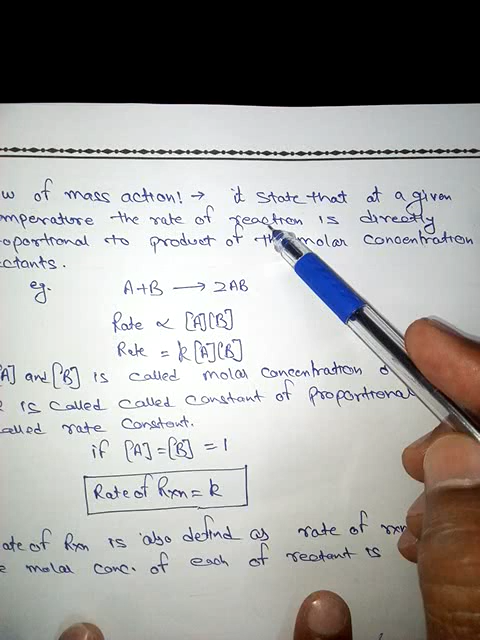 w of mass action! → it state that at a given
mperature the rate of reaction is directly
oportional to product of the molar concentration
ctants.
eg. A+B → 2AB
Rate ∝ [A][B]
Rate = k[A][B]
[A] and [B] is called molar concentration o
is called called constant of proportional
alled rate constant.
if [A]=[B] = 1
Rate of Rxn = k
ate of Rxn is also defind as rate of rxn
e molar conc. of each of reactant is